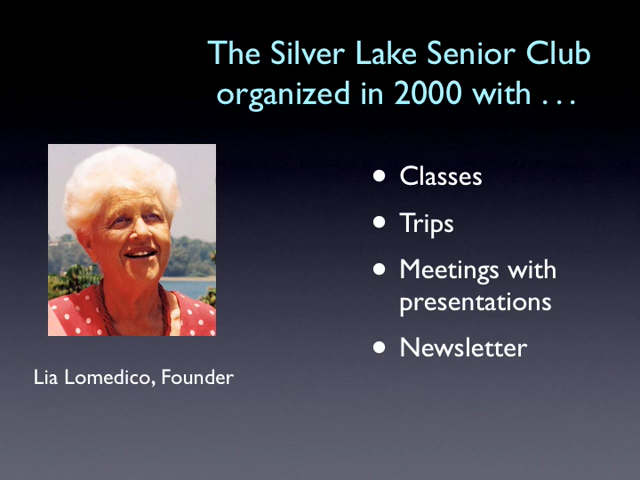 The Silver Lake Senior Club
organized in 2000 with . . .
• Classes
• Trips
• Meetings with
presentations
• Newsletter
Lia Lomedico, Founder